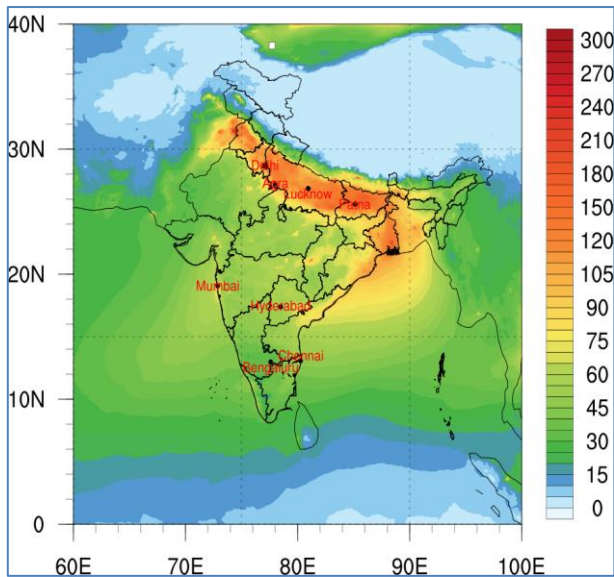 40N
30N
20N
10N
0
60E 70E 80E 90E 100E
Delhi
Agra
Lucknow
Patna
Mumbai
Hyderabad
Chennai
Bengaluru
300
270
240
210
180
150
120
105
90
75
60
45
30
15
0